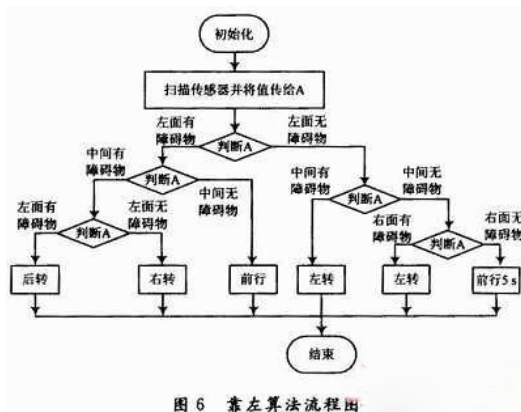 初始化
扫描传感器并将值传给A
左面有
障碍物
左面无
障碍物
判断A
中间有
障碍物
判断A
中间无
障碍物
中间有
障碍物
判断A
中间无
障碍物
左面有
障碍物
判断A
左面无
障碍物
右面有
障碍物
判断A
右面无
障碍物
后转
右转
前行
左转
左转
前行5 s
结束
图 6 靠左算法流程图